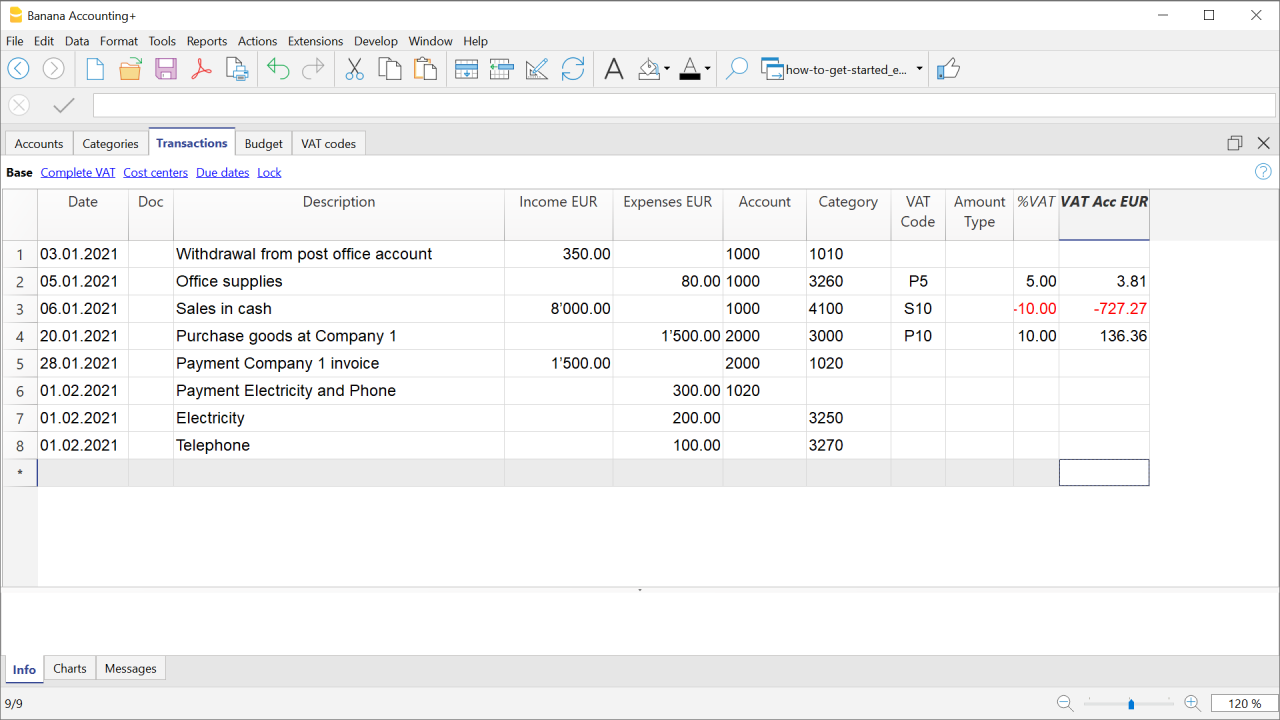 Banana Accounting+
File Edit Data Format Tools Reports Actions Extensions Develop Window Help
how-to-get-started_e...
Accounts Categories Transactions Budget VAT codes
Base Complete VAT Cost centers Due dates Lock
Date Doc Description Income EUR Expenses EUR Account Category VAT Code Amount Type %VAT VAT Acc EUR
1 03.01.2021 Withdrawal from post office account 350.00 1000 1010
2 05.01.2021 Office supplies 80.00 1000 3260 P5 5.00 3.81
3 06.01.2021 Sales in cash 8’000.00 1000 4100 S10 -10.00 -727.27
4 20.01.2021 Purchase goods at Company 1 1’500.00 2000 3000 P10 10.00 136.36
5 28.01.2021 Payment Company 1 invoice 1’500.00 2000 1020
6 01.02.2021 Payment Electricity and Phone 300.00 1020
7 01.02.2021 Electricity 200.00 3250
8 01.02.2021 Telephone 100.00 3270
*
Info Charts Messages
9/9 120 %